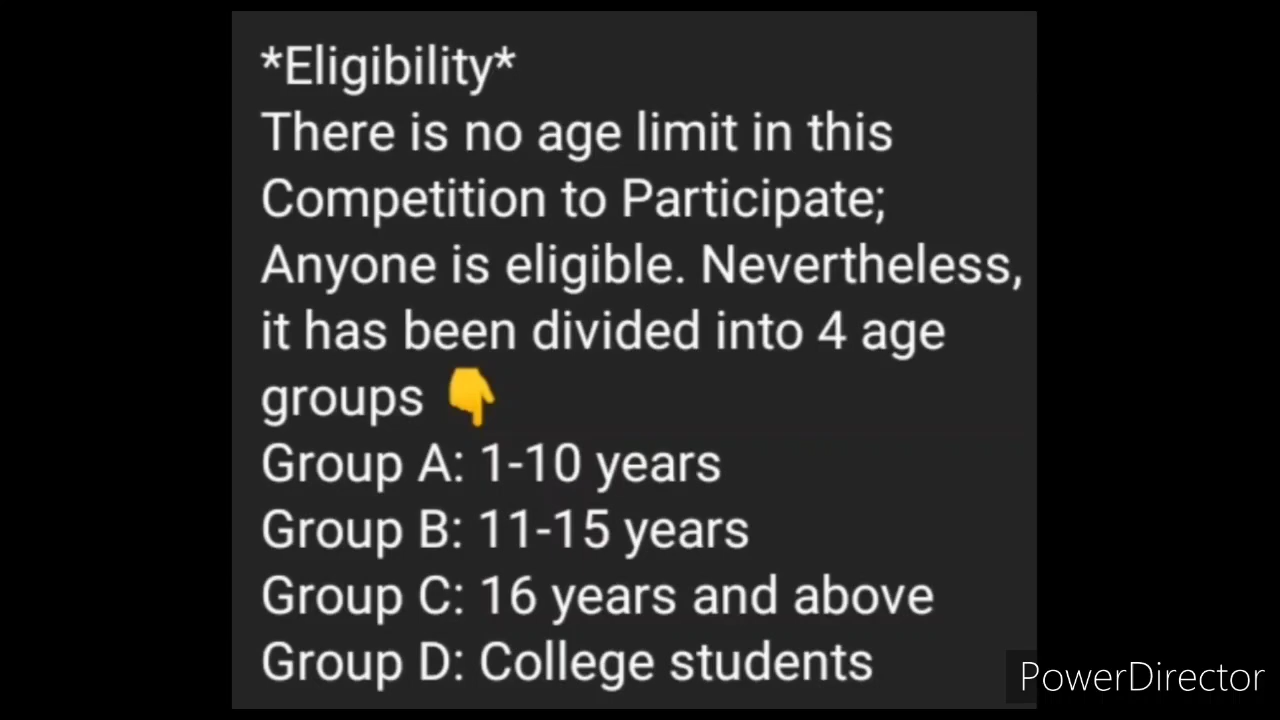 *Eligibility*
There is no age limit in this
Competition to Participate;
Anyone is eligible. Nevertheless,
it has been divided into 4 age
groups 👇
Group A: 1-10 years
Group B: 11-15 years
Group C: 16 years and above
Group D: College students
PowerDirector